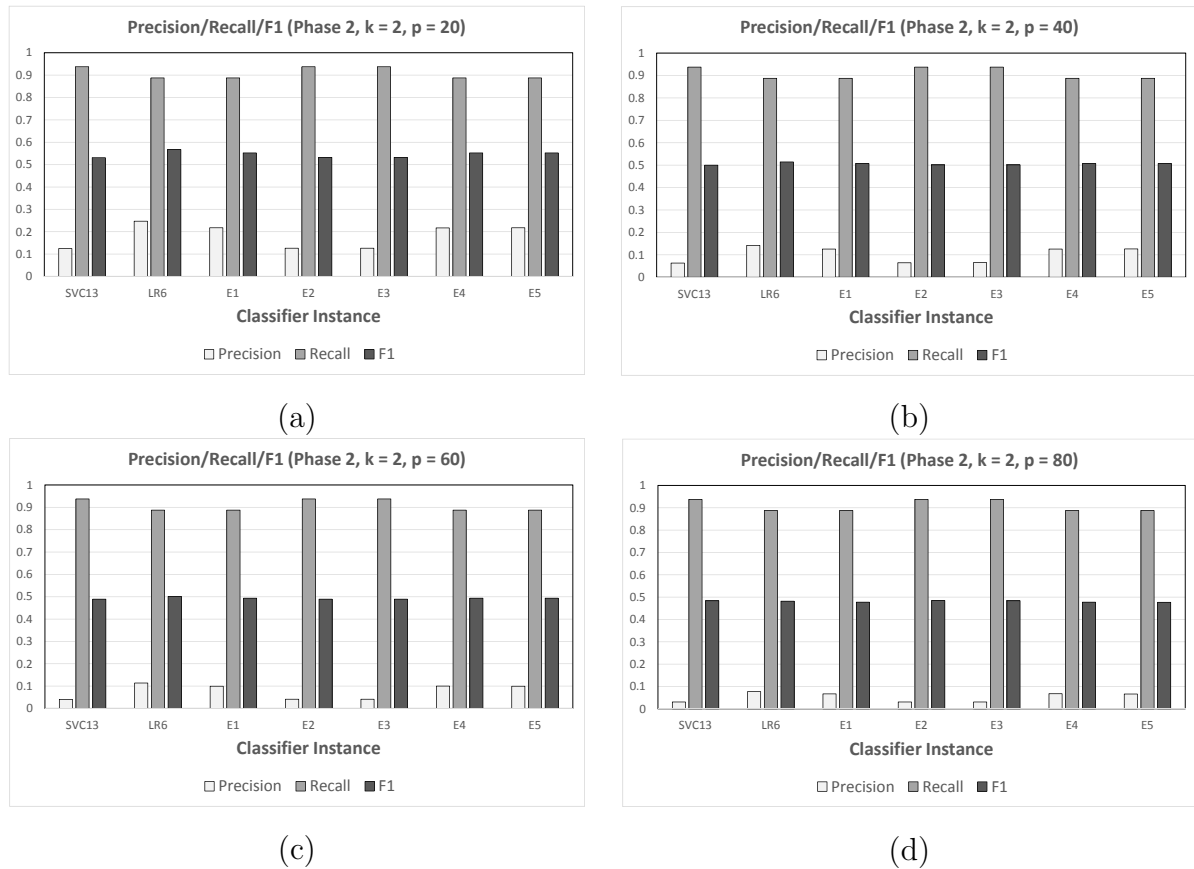 Precision/Recall/F1 (Phase 2, k = 2, p = 20)
1
0.9
0.8
0.7
0.6
0.5
0.4
0.3
0.2
0.1
0
SVC13 LR6 E1 E2 E3 E4 E5
Classifier Instance
Precision Recall F1
(a)
Precision/Recall/F1 (Phase 2, k = 2, p = 40)
1
0.9
0.8
0.7
0.6
0.5
0.4
0.3
0.2
0.1
0
SVC13 LR6 E1 E2 E3 E4 E5
Classifier Instance
Precision Recall F1
(b)
Precision/Recall/F1 (Phase 2, k = 2, p = 60)
1
0.9
0.8
0.7
0.6
0.5
0.4
0.3
0.2
0.1
0
SVC13 LR6 E1 E2 E3 E4 E5
Classifier Instance
Precision Recall F1
(c)
Precision/Recall/F1 (Phase 2, k = 2, p = 80)
1
0.9
0.8
0.7
0.6
0.5
0.4
0.3
0.2
0.1
0
SVC13 LR6 E1 E2 E3 E4 E5
Classifier Instance
Precision Recall F1
(d)